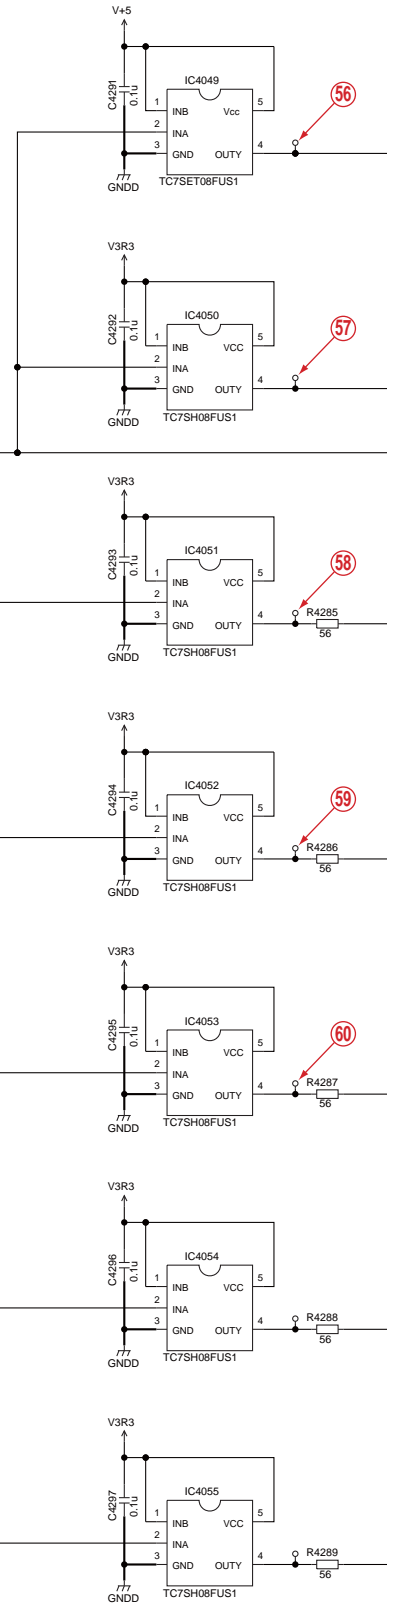 V+5
C4291
0.1u
IC4049
56
1 INB Vcc 5
2 INA
3 GND OUTY 4
TC7SET08FUS1
GNDD
V3R3
C4292
0.1u
IC4050
57
1 INB VCC 5
2 INA
3 GND OUTY 4
TC7SH08FUS1
GNDD
V3R3
C4293
0.1u
IC4051
58
1 INB VCC 5
2 INA
3 GND OUTY 4
R4285
56
TC7SH08FUS1
GNDD
V3R3
C4294
0.1u
IC4052
59
1 INB VCC 5
2 INA
3 GND OUTY 4
R4286
56
TC7SH08FUS1
GNDD
V3R3
C4295
0.1u
IC4053
60
1 INB VCC 5
2 INA
3 GND OUTY 4
R4287
56
TC7SH08FUS1
GNDD
V3R3
C4296
0.1u
IC4054
1 INB VCC 5
2 INA
3 GND OUTY 4
R4288
56
TC7SH08FUS1
GNDD
V3R3
C4297
0.1u
IC4055
1 INB VCC 5
2 INA
3 GND OUTY 4
R4289
56
TC7SH08FUS1
GNDD